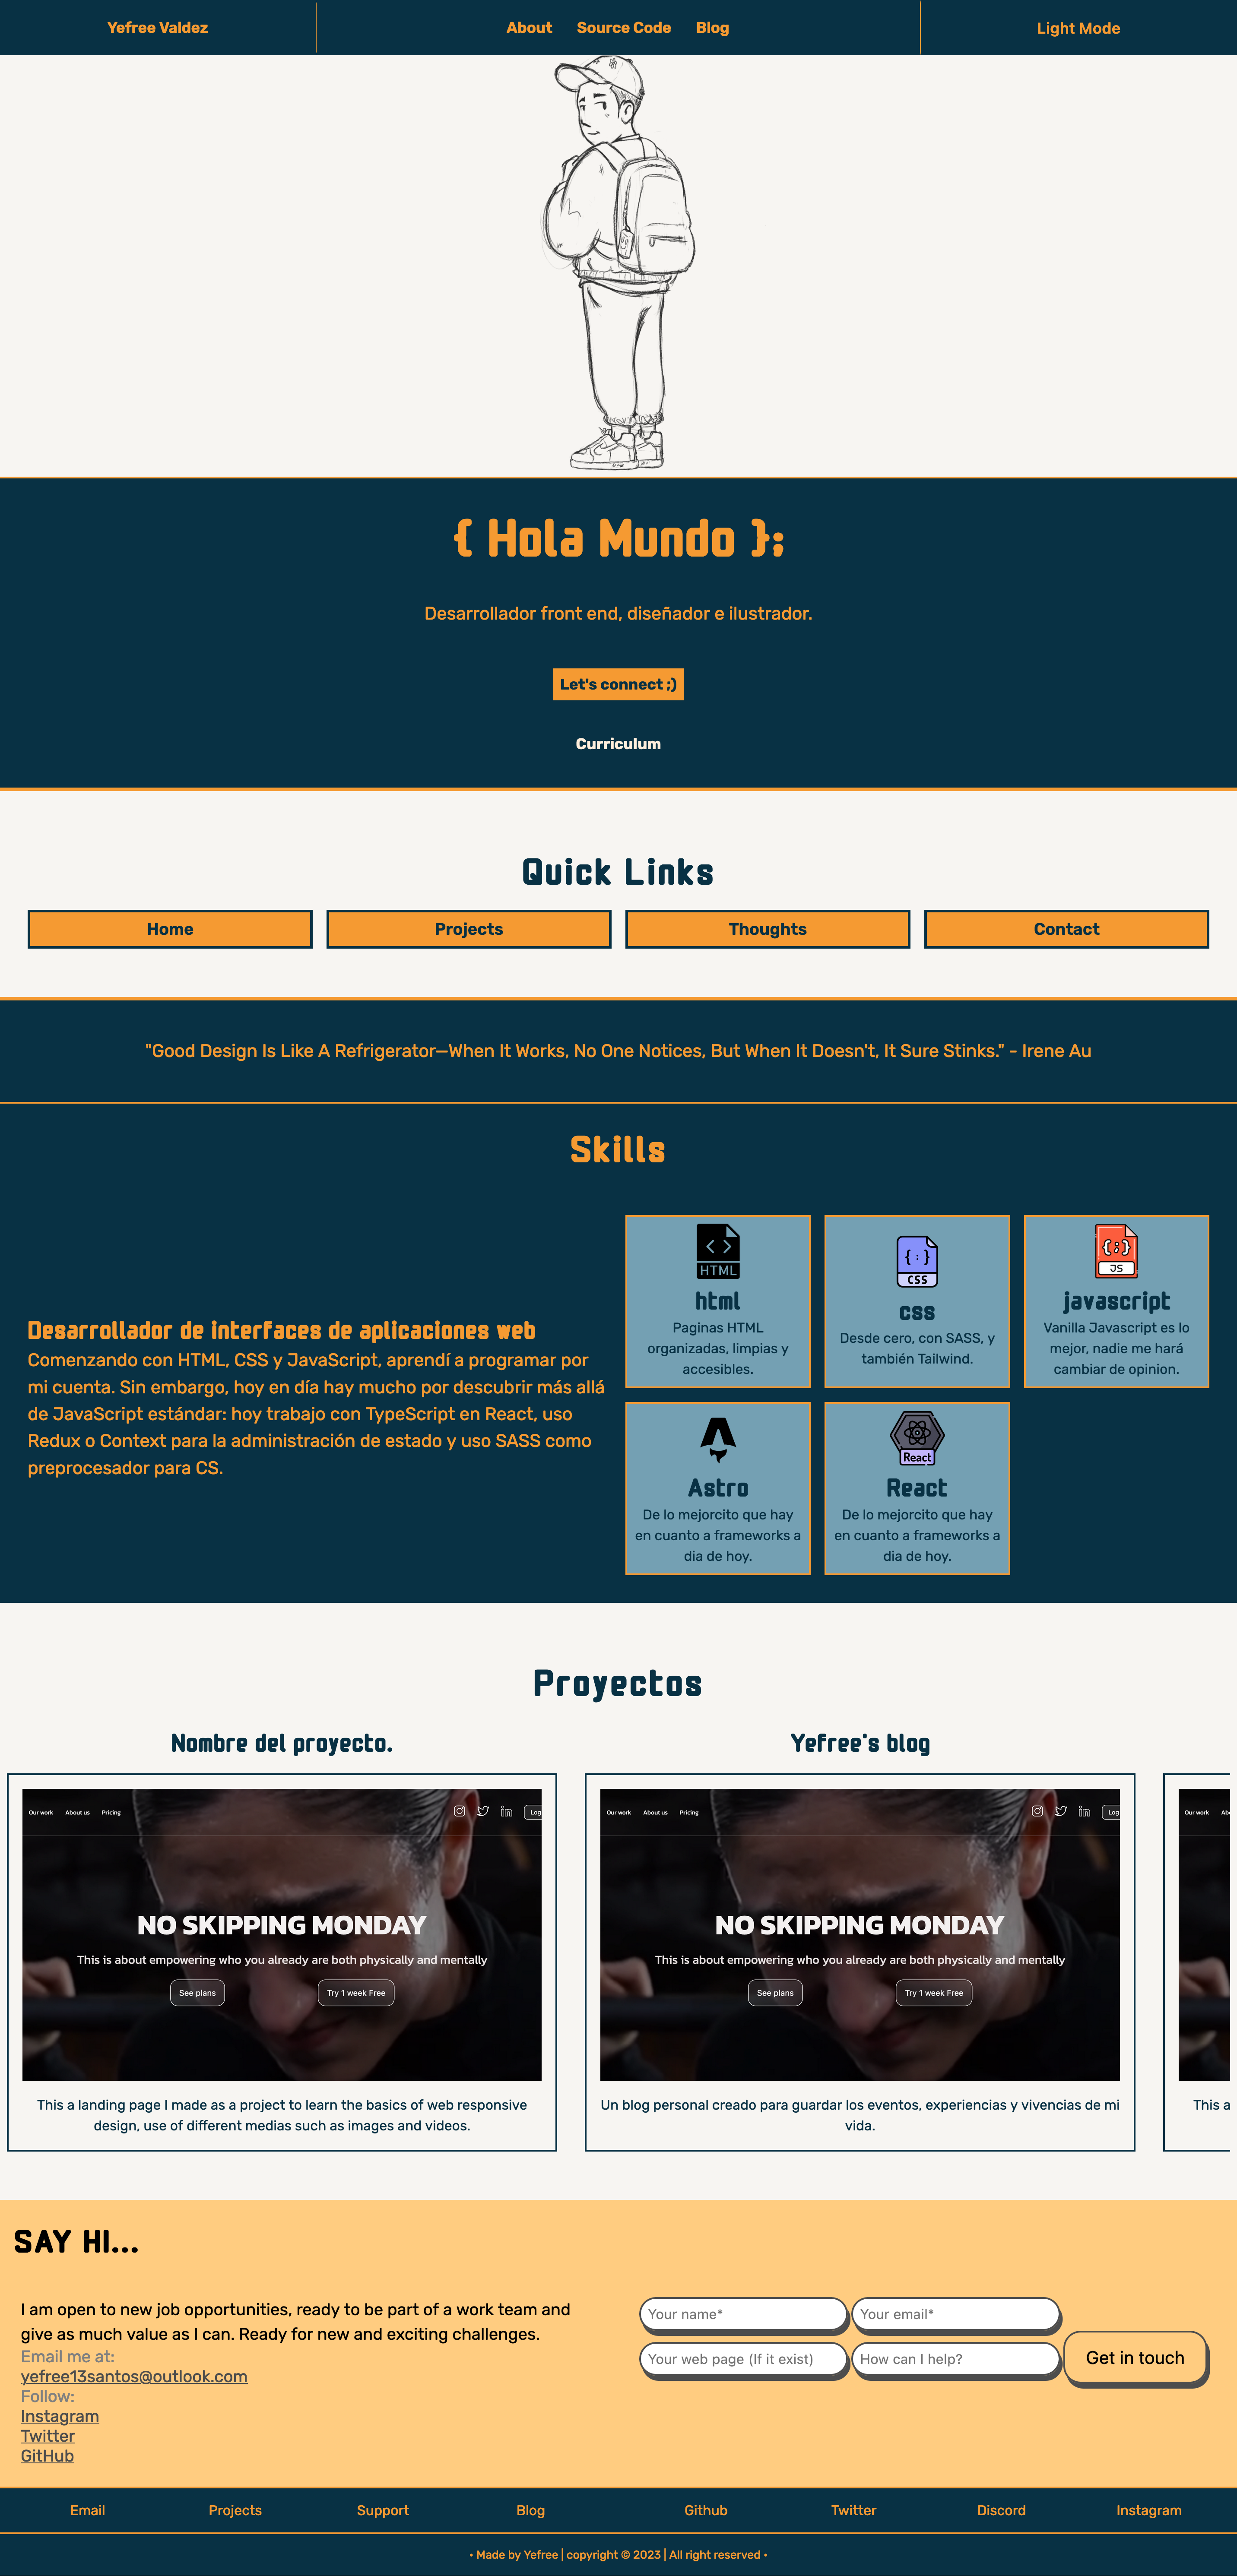 Yefree Valdez
About Source Code Blog
Light Mode
{ Hola Mundo };
Desarrollador front end, diseñador e ilustrador.
Let's connect ;)
Curriculum
Quick Links
Home Projects Thoughts Contact
"Good Design Is Like A Refrigerator—When It Works, No One Notices, But When It Doesn't, It Sure Stinks." - Irene Au
Skills
Desarrollador de interfaces de aplicaciones web
Comenzando con HTML, CSS y JavaScript, aprendí a programar por
mi cuenta. Sin embargo, hoy en día hay mucho por descubrir más allá
de JavaScript estándar: hoy trabajo con TypeScript en React, uso
Redux o Context para la administración de estado y uso SASS como
preprocesador para CS.
HTML
html
Paginas HTML
organizadas, limpias y
accesibles.
CSS
css
Desde cero, con SASS, y
también Tailwind.
JS
javascript
Vanilla Javascript es lo
mejor, nadie me hará
cambiar de opinion.
Astro
De lo mejorcito que hay
en cuanto a frameworks a
dia de hoy.
React
React
De lo mejorcito que hay
en cuanto a frameworks a
dia de hoy.
Proyectos
Nombre del proyecto.
Our work About us Pricing
Log
NO SKIPPING MONDAY
This is about empowering who you already are both physically and mentally
See plans Try 1 week Free
This a landing page I made as a project to learn the basics of web responsive
design, use of different medias such as images and videos.
Yefree's blog
Our work About us Pricing
Log
NO SKIPPING MONDAY
This is about empowering who you already are both physically and mentally
See plans Try 1 week Free
Un blog personal creado para guardar los eventos, experiencias y vivencias de mi
vida.
Our work
This a
SAY HI...
I am open to new job opportunities, ready to be part of a work team and
give as much value as I can. Ready for new and exciting challenges.
Email me at:
yefree13santos@outlook.com
Follow:
Instagram
Twitter
GitHub
Your name* Your email*
Your web page (If it exist) How can I help?
Get in touch
Email Projects Support Blog Github Twitter Discord Instagram
• Made by Yefree | copyright © 2023 | All right reserved •